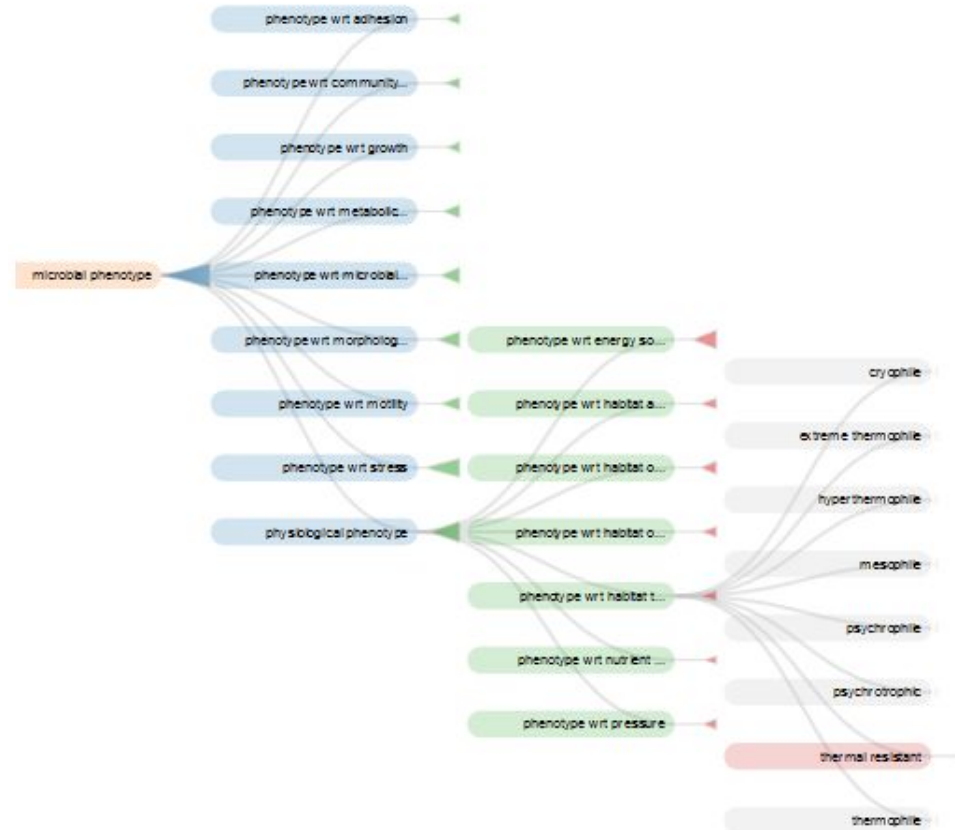 phenotype wrt adhesion
phenotype wrt community...
phenotype wrt growth
phenotype wrt metabolic...
microbial phenotype
phenotype wrt microbial...
phenotype wrt morpholog...
phenotype wrt motility
phenotype wrt stress
physiological phenotype
phenotype wrt energy so...
phenotype wrt habitat a...
phenotype wrt habitat o...
phenotype wrt habitat o...
phenotype wrt habitat t...
phenotype wrt nutrient ...
phenotype wrt pressure
cryophile
extreme thermophile
hyperthermophile
mesophile
psychrophile
psychrotrophic
thermal resistant
thermophile